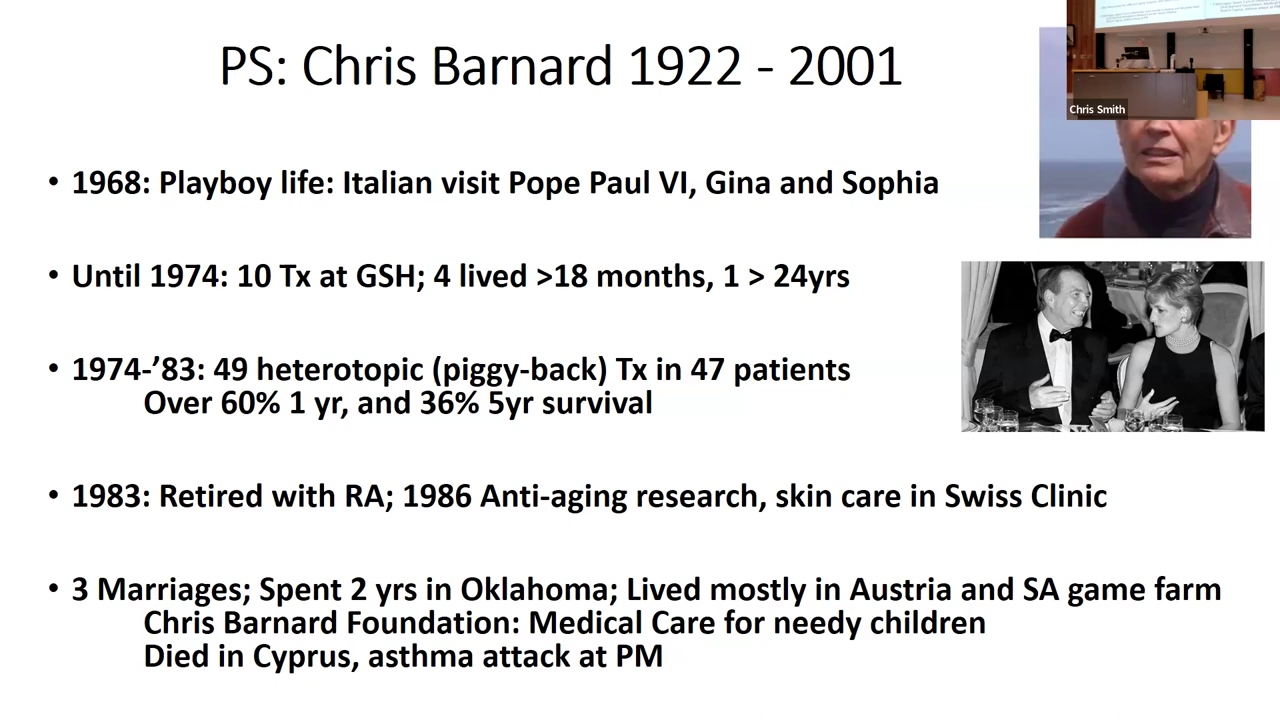 PS: Chris Barnard 1922 - 2001
Chris Smith
• 1968: Playboy life: Italian visit Pope Paul VI, Gina and Sophia
• Until 1974: 10 Tx at GSH; 4 lived >18 months, 1 > 24yrs
• 1974-’83: 49 heterotopic (piggy-back) Tx in 47 patients
Over 60% 1 yr, and 36% 5yr survival
• 1983: Retired with RA; 1986 Anti-aging research, skin care in Swiss Clinic
• 3 Marriages; Spent 2 yrs in Oklahoma; Lived mostly in Austria and SA game farm
Chris Barnard Foundation: Medical Care for needy children
Died in Cyprus, asthma attack at PM